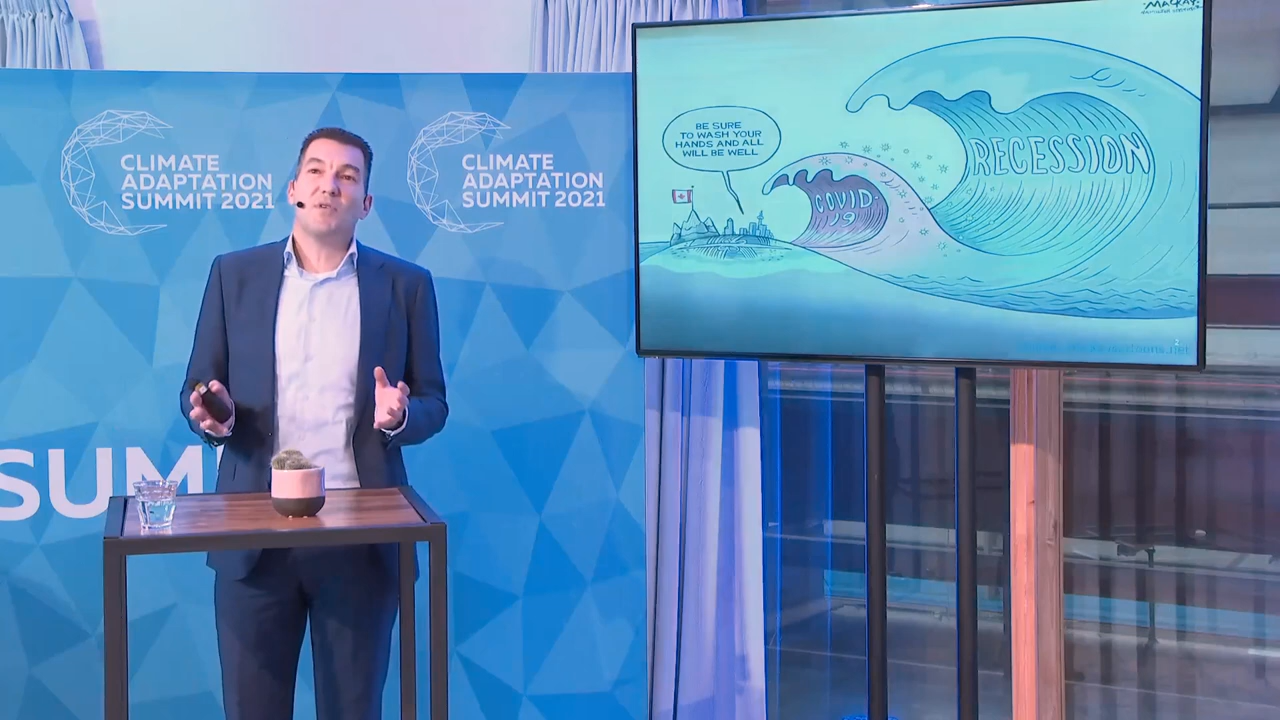 CLIMATE
ADAPTATION
SUMMIT 2021
CLIMATE
ADAPTATION
SUMMIT 2021
SUM
BE SURE
TO WASH YOUR
HANDS AND ALL
WILL BE WELL
COVID-
19
RECESSION
MACKAY